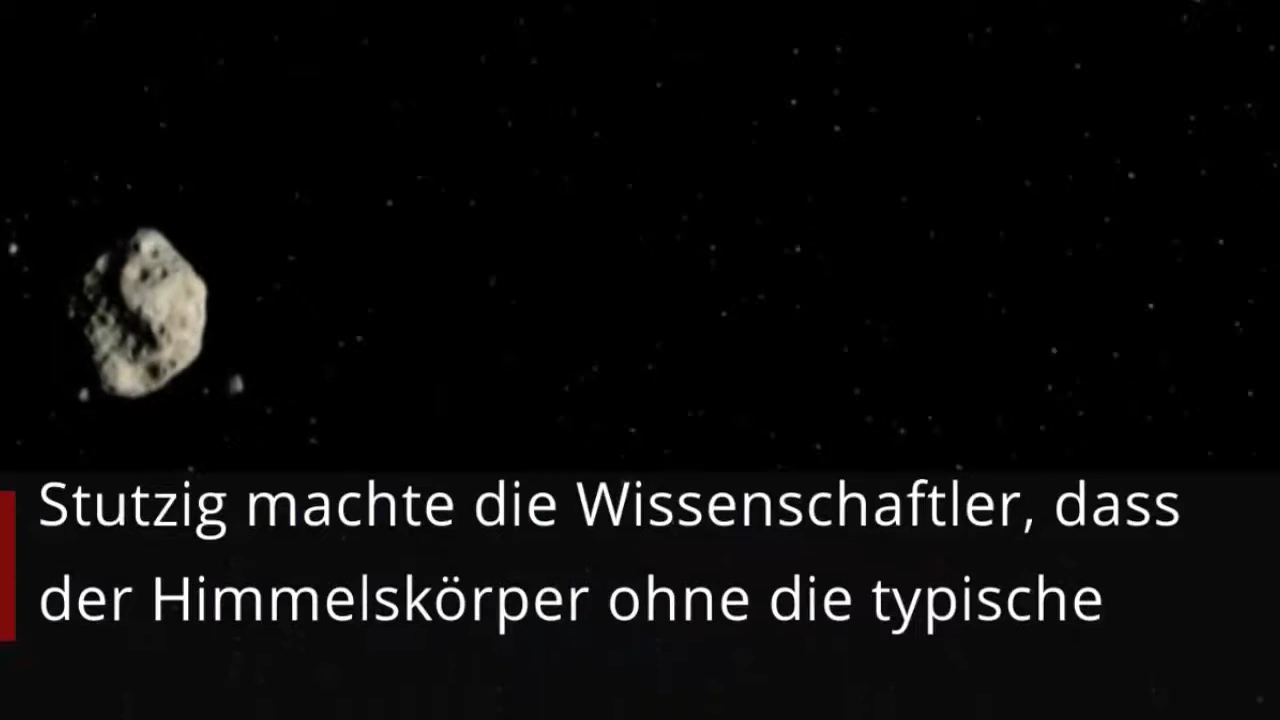 Stutzig machte die Wissenschaftler, dass
der Himmelskörper ohne die typische